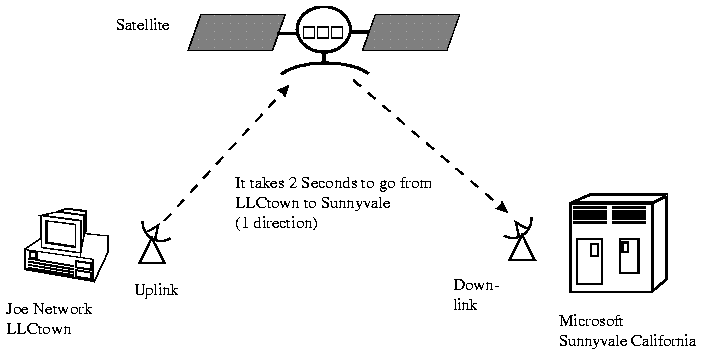 Satellite
It takes 2 Seconds to go from
LLCtown to Sunnyvale
(1 direction)
Uplink
Down-
link
Joe Network
LLCtown
Microsoft
Sunnyvale California